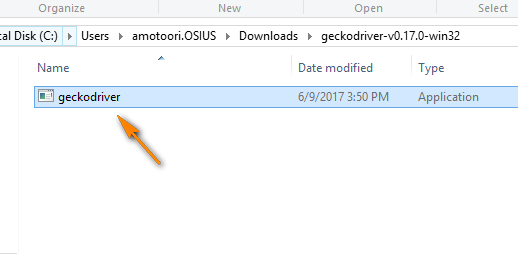 Organize New Open Select
cal Disk (C:) Users amotoori.OSIUS Downloads geckodriver-v0.17.0-win32
Name Date modified Type
geckodriver 6/9/2017 3:50 PM Application